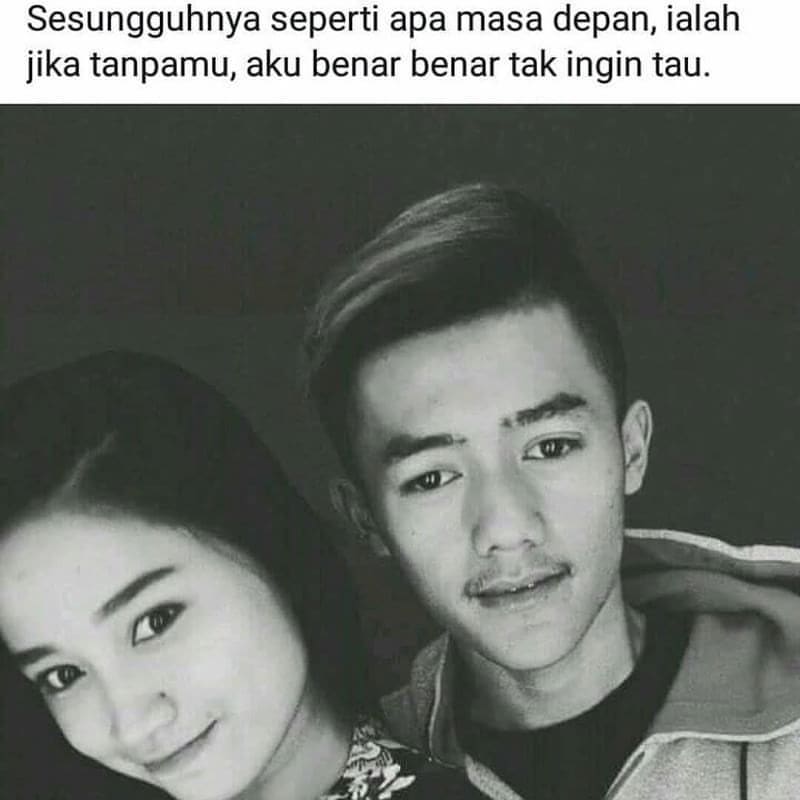 Sesungguhnya seperti apa masa depan, ialah
jika tanpamu, aku benar benar tak ingin tau.